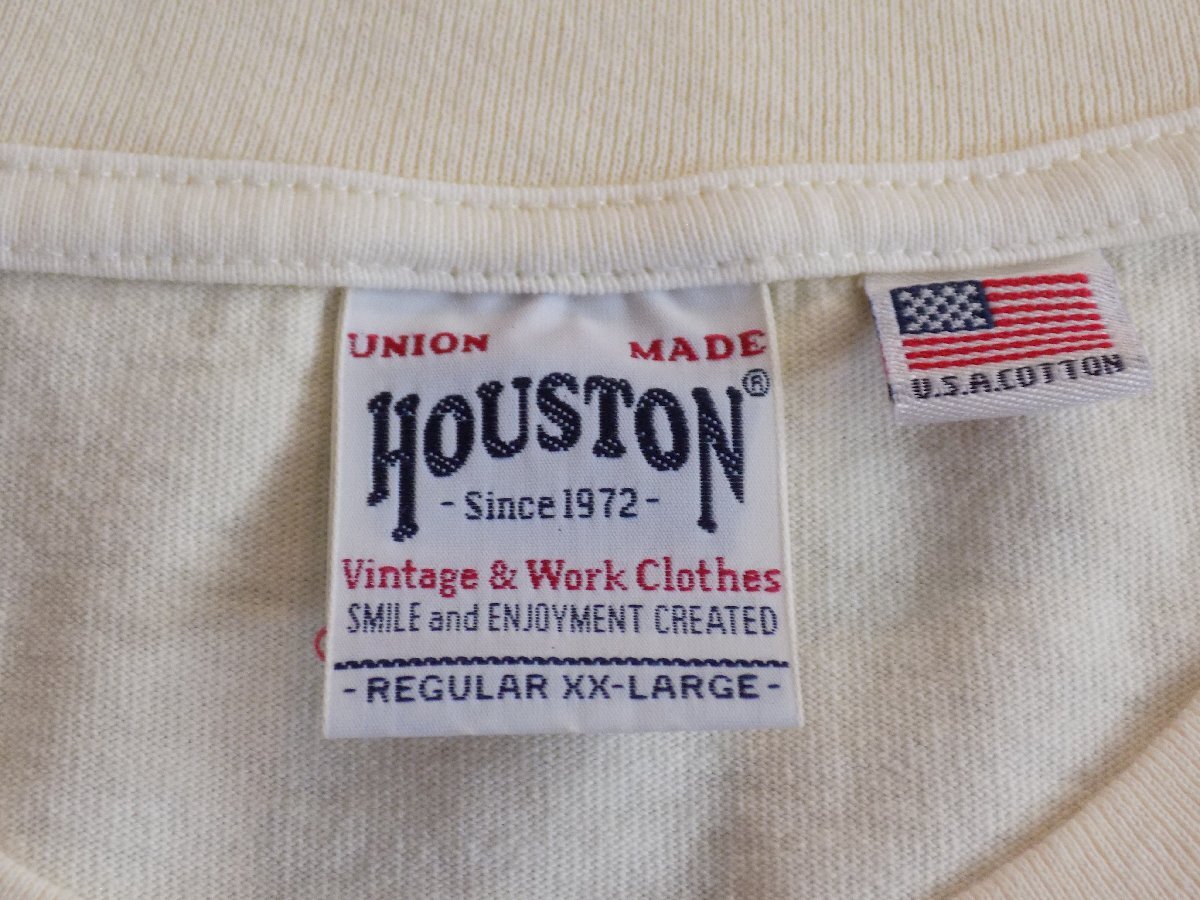 UNION MADE
HOUSTON®
- Since 1972 -
Vintage & Work Clothes
SMILE and ENJOYMENT CREATED
- REGULAR XX-LARGE -
U.S.A.COTTON